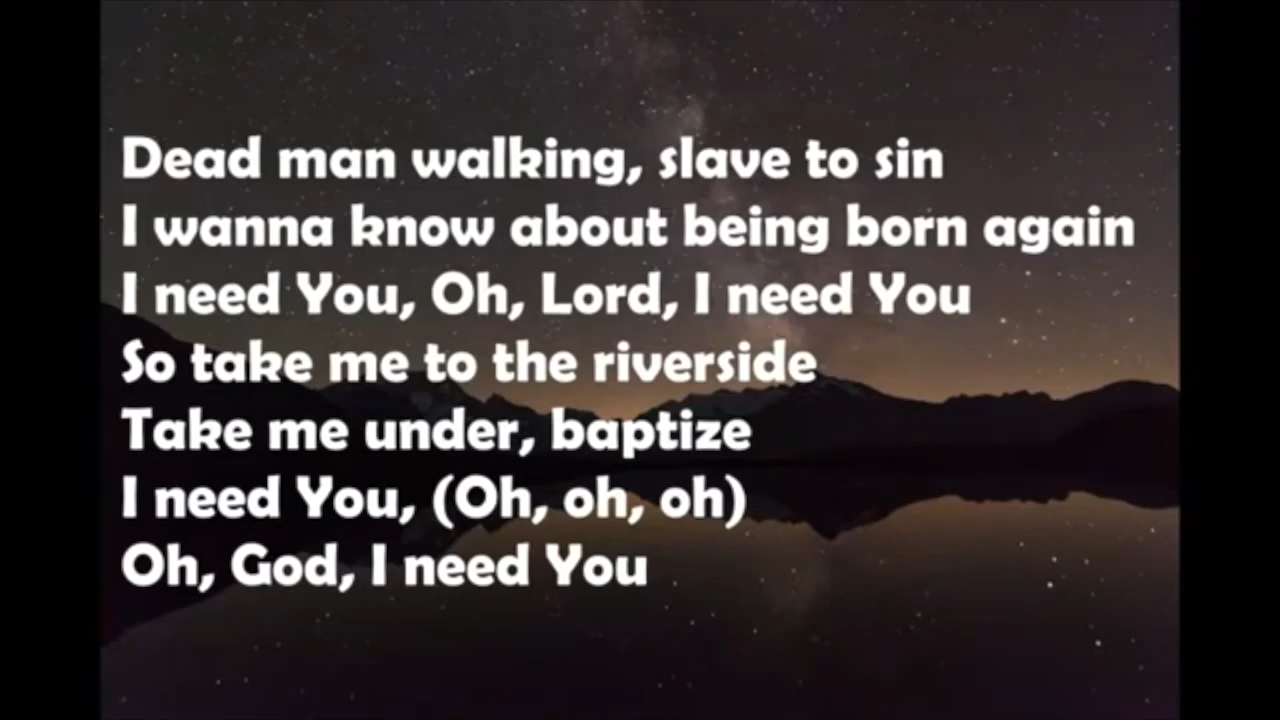 Dead man walking, slave to sin
I wanna know about being born again
I need You, Oh, Lord, I need You
So take me to the riverside
Take me under, baptize
I need You, (Oh, oh, oh)
Oh, God, I need You